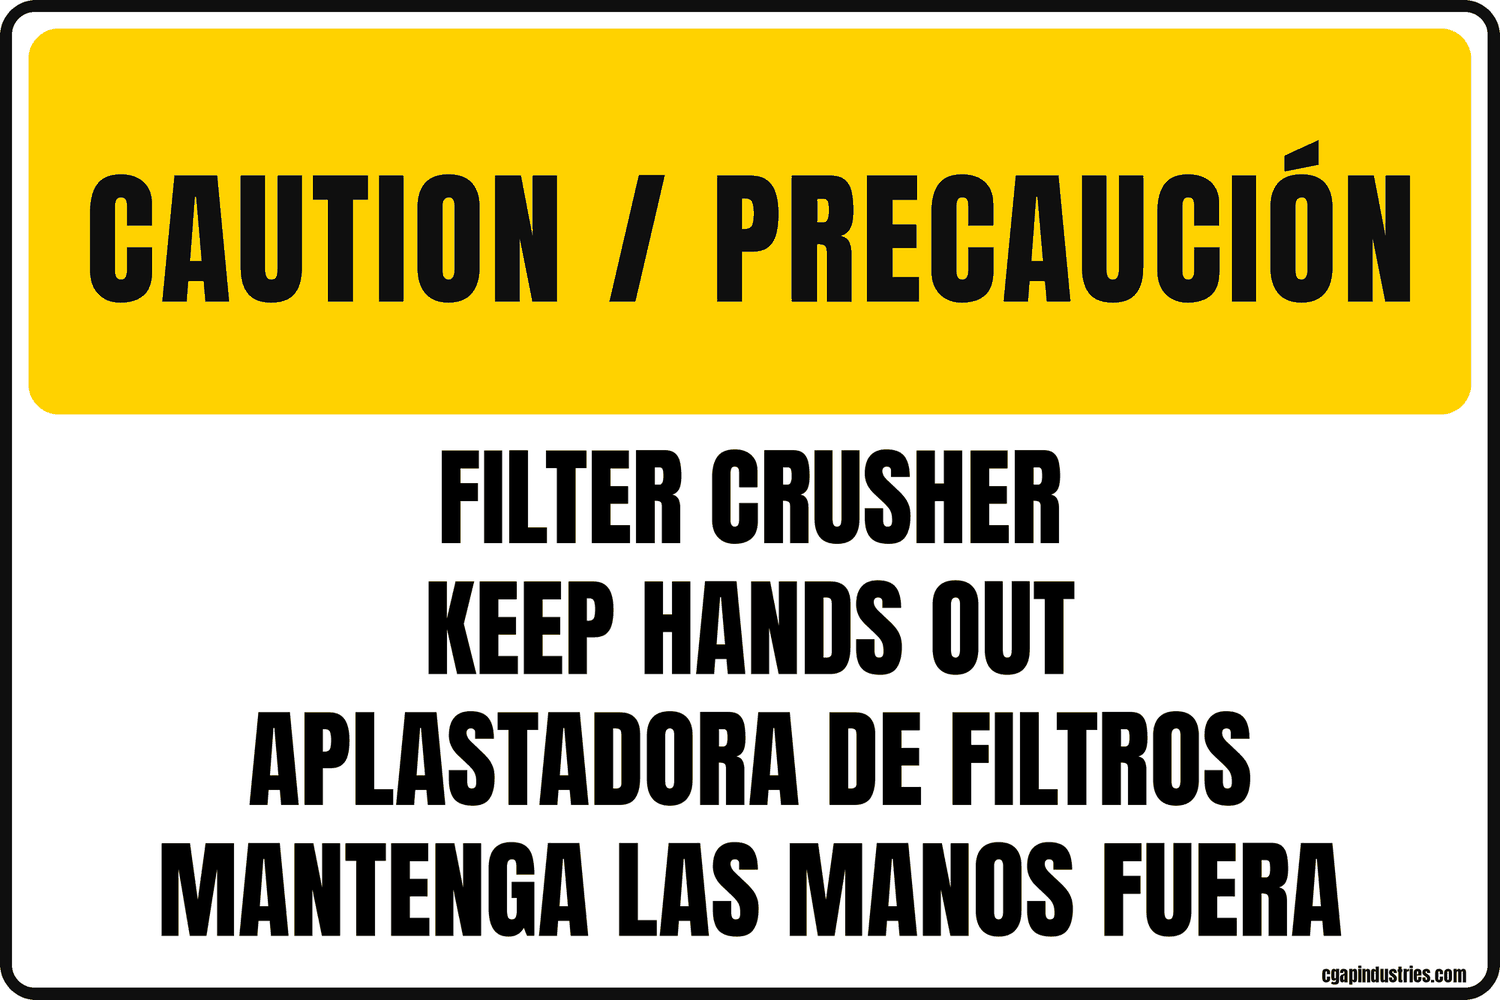 CAUTION / PRECAUCIÓN
FILTER CRUSHER
KEEP HANDS OUT
APLASTADORA DE FILTROS
MANTENGA LAS MANOS FUERA
cgapindustries.com